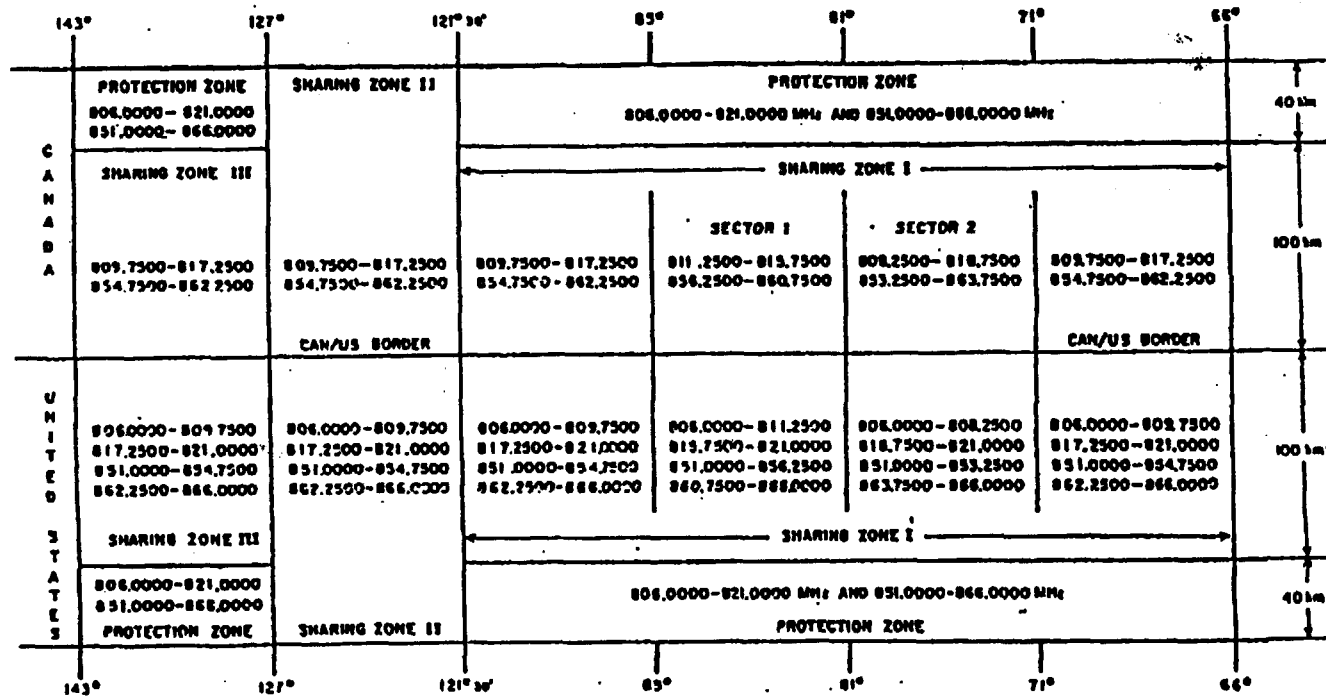 143° 127° 121°30' 85° 81° 71° 66°
PROTECTION ZONE SHARING ZONE II PROTECTION ZONE
806.0000-821.0000 806.0000-821.0000 MHz AND 851.0000-866.0000 MHz 40 km
851.0000-866.0000
CANADA
SHARING ZONE III SHARING ZONE I
SECTOR 1 SECTOR 2
100 km
809.7500-817.2500 809.7500-817.2500 809.7500-817.2500 811.2500-815.7500 808.2500-818.7500 809.7500-817.2500
854.7500-862.2500 854.7500-862.2500 854.7500-862.2500 856.2500-860.7500 853.2500-863.7500 854.7500-862.2500
CAN/US BORDER CAN/US BORDER
UNITED STATES
806.0000-809.7500 806.0000-809.7500 806.0000-809.7500 806.0000-811.2500 806.0000-808.2500 806.0000-809.7500
817.2500-821.0000 817.2500-821.0000 817.2500-821.0000 815.7500-821.0000 818.7500-821.0000 817.2500-821.0000
851.0000-854.7500 851.0000-854.7500 851.0000-854.7500 851.0000-856.2500 851.0000-853.2500 851.0000-854.7500
862.2500-866.0000 862.2500-866.0000 862.2500-866.0000 860.7500-866.0000 863.7500-866.0000 862.2500-866.0000
100 km
SHARING ZONE III SHARING ZONE I
806.0000-821.0000 806.0000-821.0000 MHz AND 851.0000-866.0000 MHz
851.0000-866.0000 40 km
PROTECTION ZONE SHARING ZONE II PROTECTION ZONE
143° 127° 121°30' 85° 81° 71° 66°